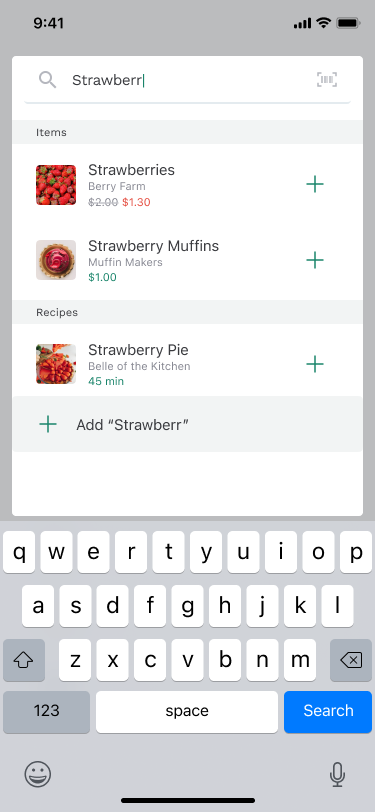 9:41
Strawberr
Items
Strawberries
Berry Farm
$2.00 $1.30
Strawberry Muffins
Muffin Makers
$1.00
Recipes
Strawberry Pie
Belle of the Kitchen
45 min
Add “Strawberr”
q w e r t y u i o p
a s d f g h j k l
z x c v b n m
123 space Search